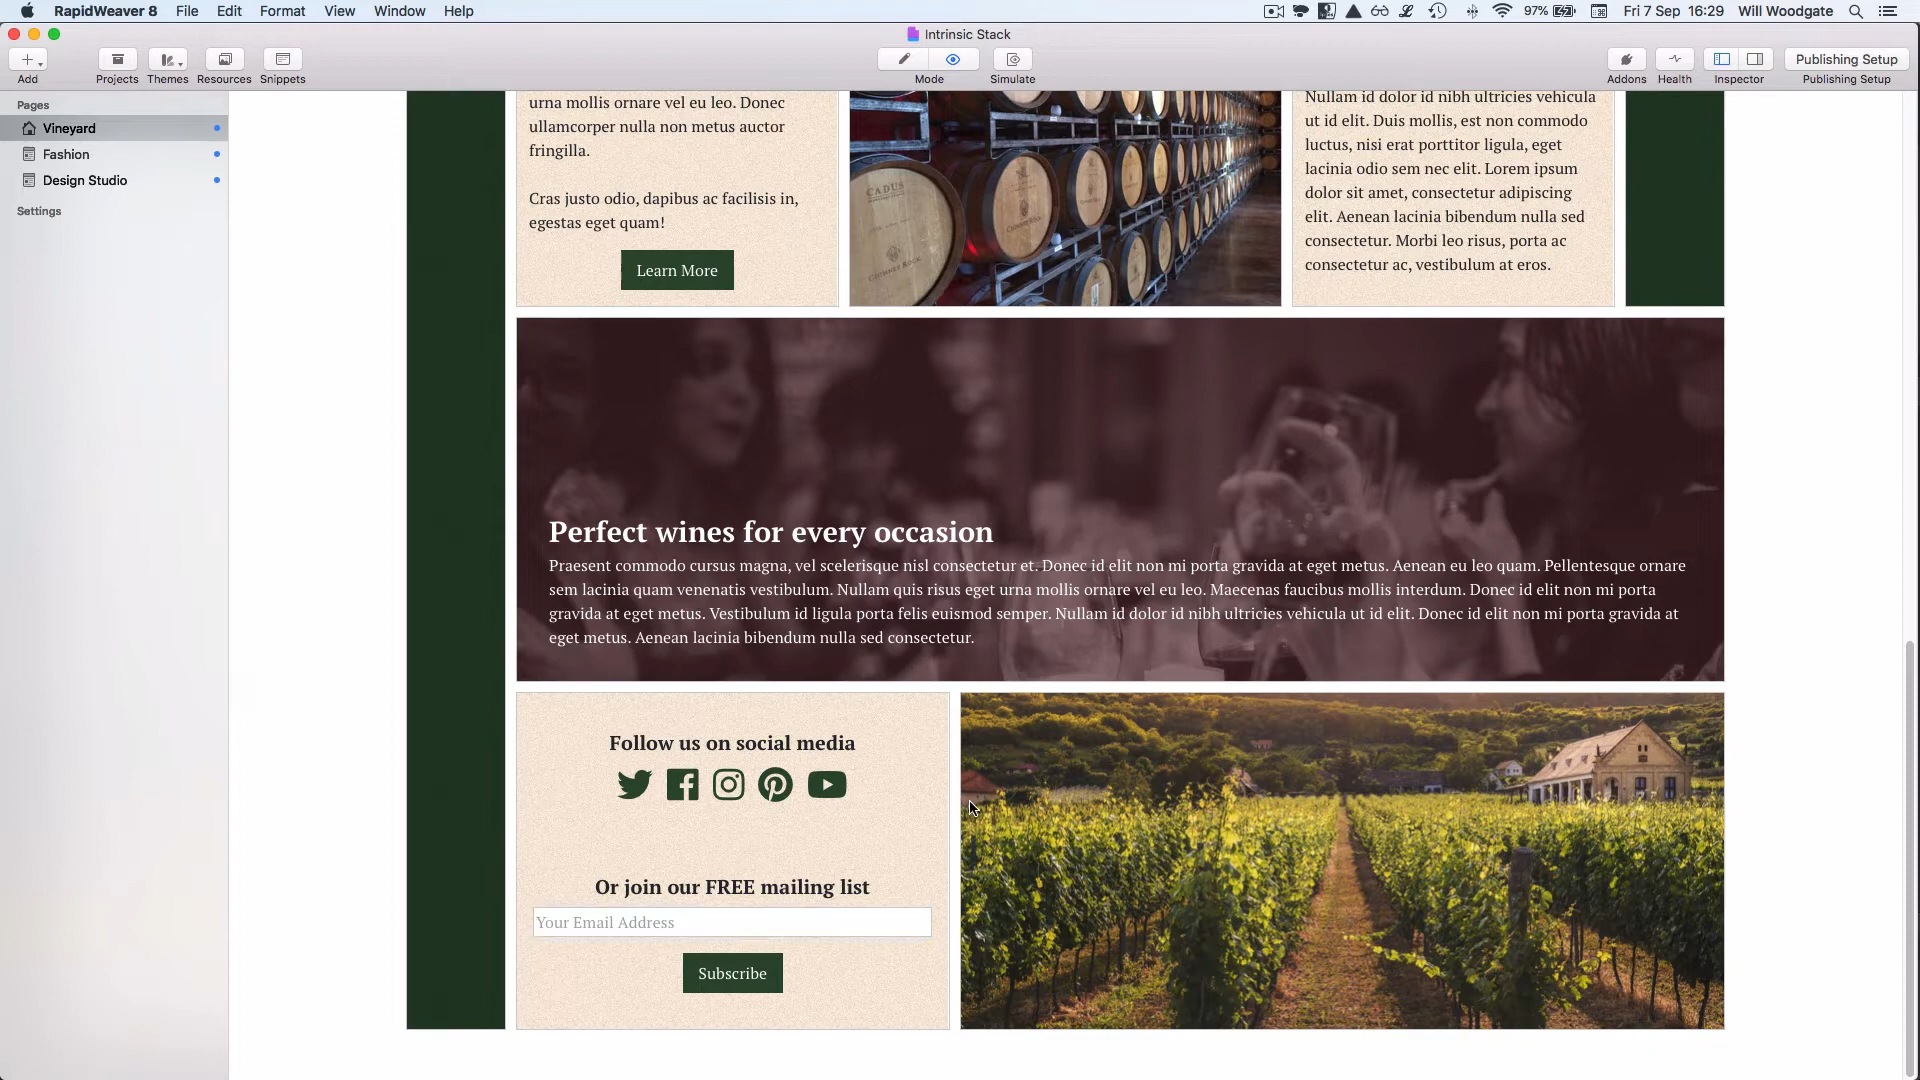 RapidWeaver 8 File Edit Format View Window Help
97% Fri 7 Sep 16:29 Will Woodgate
Intrinsic Stack
Add Projects Themes Resources Snippets
Mode Simulate
Addons Health Inspector
Publishing Setup
Publishing Setup
Pages
Vineyard
Fashion
Design Studio
Settings
urna mollis ornare vel eu leo. Donec
ullamcorper nulla non metus auctor
fringilla.
Cras justo odio, dapibus ac facilisis in,
egestas eget quam!
Learn More
CADUS
CHIMNEY ROCK
Nullam id dolor id nibh ultricies vehicula
ut id elit. Duis mollis, est non commodo
luctus, nisi erat porttitor ligula, eget
lacinia odio sem nec elit. Lorem ipsum
dolor sit amet, consectetur adipiscing
elit. Aenean lacinia bibendum nulla sed
consectetur. Morbi leo risus, porta ac
consectetur ac, vestibulum at eros.
Perfect wines for every occasion
Praesent commodo cursus magna, vel scelerisque nisl consectetur et. Donec id elit non mi porta gravida at eget metus. Aenean eu leo quam. Pellentesque ornare
sem lacinia quam venenatis vestibulum. Nullam quis risus eget urna mollis ornare vel eu leo. Maecenas faucibus mollis interdum. Donec id elit non mi porta
gravida at eget metus. Vestibulum id ligula porta felis euismod semper. Nullam id dolor id nibh ultricies vehicula ut id elit. Donec id elit non mi porta gravida at
eget metus. Aenean lacinia bibendum nulla sed consectetur.
Follow us on social media
Or join our FREE mailing list
Your Email Address
Subscribe